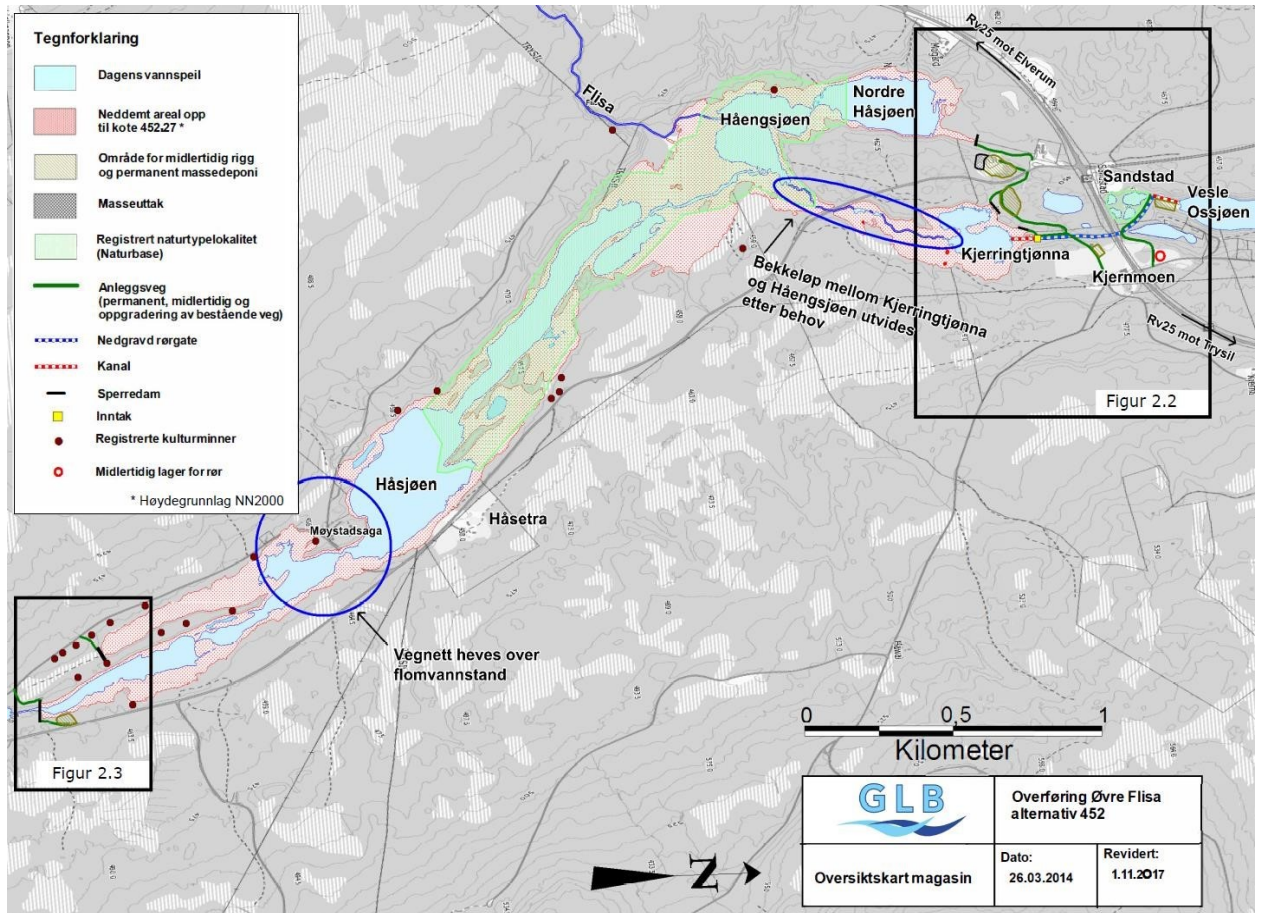 Tegnforklaring
Dagens vannspeil
Neddemt areal opp
til kote 452.27 *
Område for midlertidig rigg
og permanent massedeponi
Masseuttak
Registrert naturtypelokalitet
(Naturbase)
Anleggsveg
(permanent, midlertidig og
oppgradering av bestående veg)
Nedgravd rørgate
Kanal
Sperredam
Inntak
Registrerte kulturminner
Midlertidig lager for rør
* Høydegrunnlag NN2000
Flisa
Håengsjøen
Nordre
Håsjøen
Rv25 mot Elverum
Sandstad
Vesle
Ossjøen
Kjerringtjønna
Kjernmoen
Rv25 mot Trysil
Figur 2.2
Bekkeløp mellom Kjerringtjønna
og Håengsjøen utvides
etter behov
Håsjøen
Møystadsaga
Håsetra
Vegnett heves over
flomvannstand
Figur 2.3
0 0,5 1
Kilometer
N
GLB
Overføring Øvre Flisa
alternativ 452
Oversiktskart magasin
Dato:
26.03.2014
Revidert:
1.11.2017